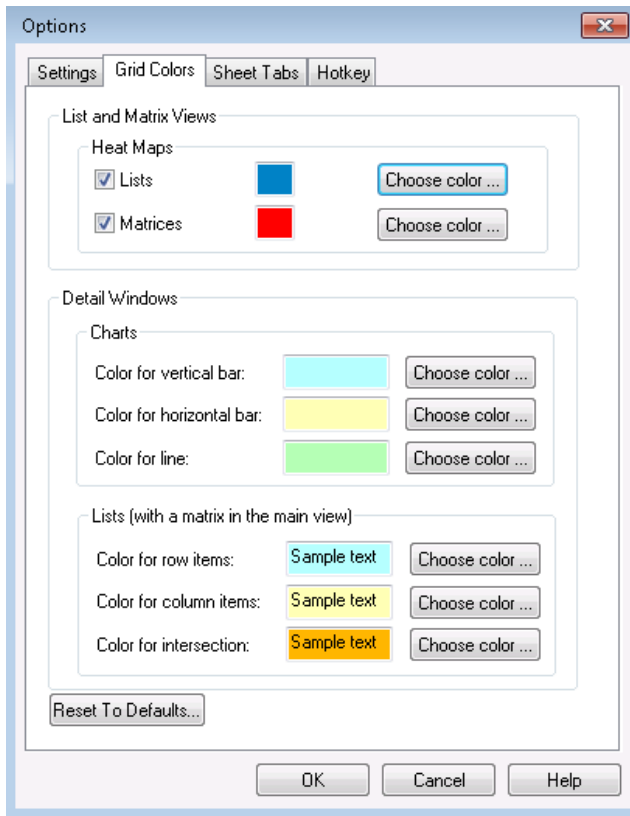 Options
Settings Grid Colors Sheet Tabs Hotkey
List and Matrix Views
Heat Maps
Lists Choose color ...
Matrices Choose color ...
Detail Windows
Charts
Color for vertical bar: Choose color ...
Color for horizontal bar: Choose color ...
Color for line: Choose color ...
Lists (with a matrix in the main view)
Color for row items: Sample text Choose color ...
Color for column items: Sample text Choose color ...
Color for intersection: Sample text Choose color ...
Reset To Defaults...
OK Cancel Help